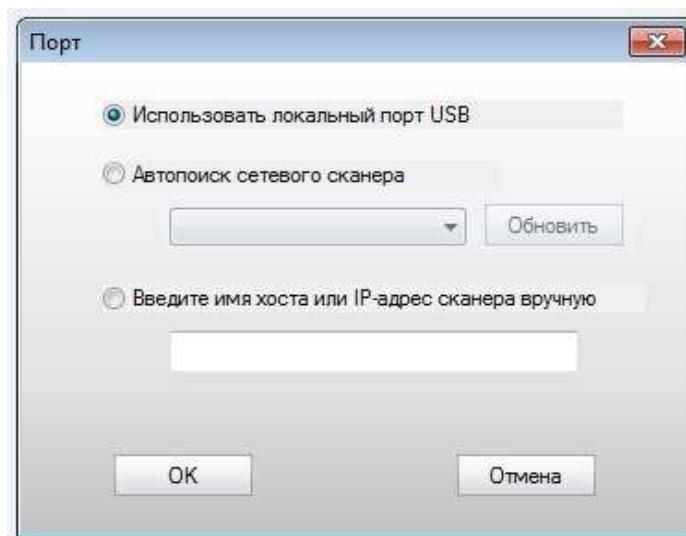 Порт
Использовать локальный порт USB
Автопоиск сетевого сканера
Обновить
Введите имя хоста или IP-адрес сканера вручную
OK
Отмена